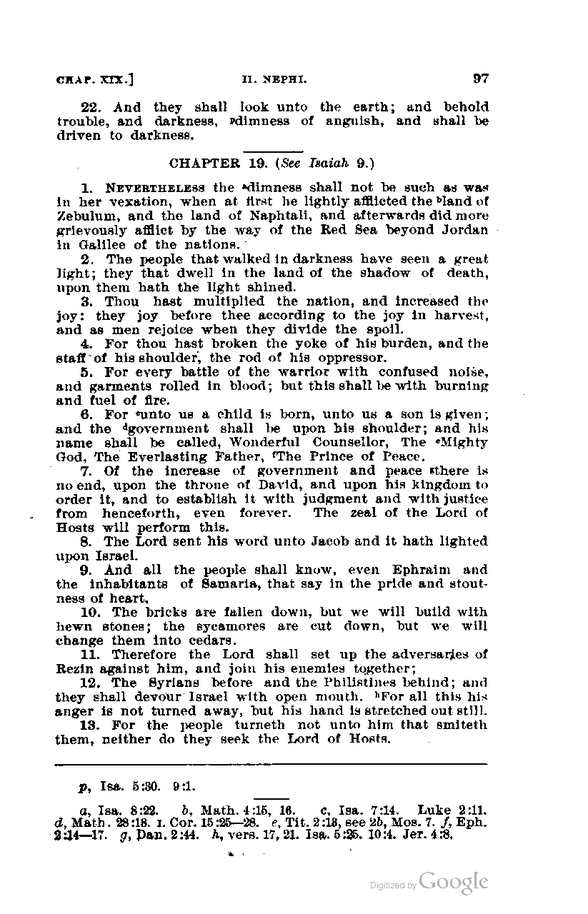 CHAP. XIX.] II. NEPHI. 97
22. And they shall look unto the earth; and behold
trouble, and darkness, pdimness of anguish, and shall be
driven to darkness.
CHAPTER 19. (See Isaiah 9.)
1. NEVERTHELESS the adimness shall not be such as was
in her vexation, when at first he lightly afflicted the bland of
Zebulum, and the land of Naphtali, and afterwards did more
grievously afflict by the way of the Red Sea beyond Jordan
in Galilee of the nations.
2. The people that walked in darkness have seen a great
light; they that dwell in the land of the shadow of death,
upon them hath the light shined.
3. Thou hast multiplied the nation, and increased the
joy: they joy before thee according to the joy in harvest,
and as men rejoice when they divide the spoil.
4. For thou hast broken the yoke of his burden, and the
staff of his shoulder, the rod of his oppressor.
5. For every battle of the warrior with confused noise,
and garments rolled in blood; but this shall be with burning
and fuel of fire.
6. For cunto us a child is born, unto us a son is given;
and the dgovernment shall be upon his shoulder; and his
name shall be called, Wonderful Counsellor, The eMighty
God, The Everlasting Father, fThe Prince of Peace.
7. Of the increase of government and peace gthere is
no end, upon the throne of David, and upon his kingdom to
order it, and to establish it with judgment and with justice
from henceforth, even forever. The zeal of the Lord of
Hosts will perform this.
8. The Lord sent his word unto Jacob and it hath lighted
upon Israel.
9. And all the people shall know, even Ephraim and
the inhabitants of Samaria, that say in the pride and stout-
ness of heart,
10. The bricks are fallen down, but we will build with
hewn stones; the sycamores are cut down, but we will
change them into cedars.
11. Therefore the Lord shall set up the adversaries of
Rezin against him, and join his enemies together;
12. The Syrians before and the Philistines behind; and
they shall devour Israel with open mouth. hFor all this his
anger is not turned away, but his hand is stretched out still.
13. For the people turneth not unto him that smiteth
them, neither do they seek the Lord of Hosts.
p, Isa. 5:30. 9:1.
a, Isa. 8:22. b, Math. 4:15, 16. c, Isa. 7:14. Luke 2:11.
d, Math. 28:18. I. Cor. 15:25—28. e, Tit. 2:13, see 2b, Mos. 7. f, Eph.
2:14—17. g, Dan. 2:44. h, vers. 17, 21. Isa. 5:25. 10:4. Jer. 4:8.
Digitized by Google